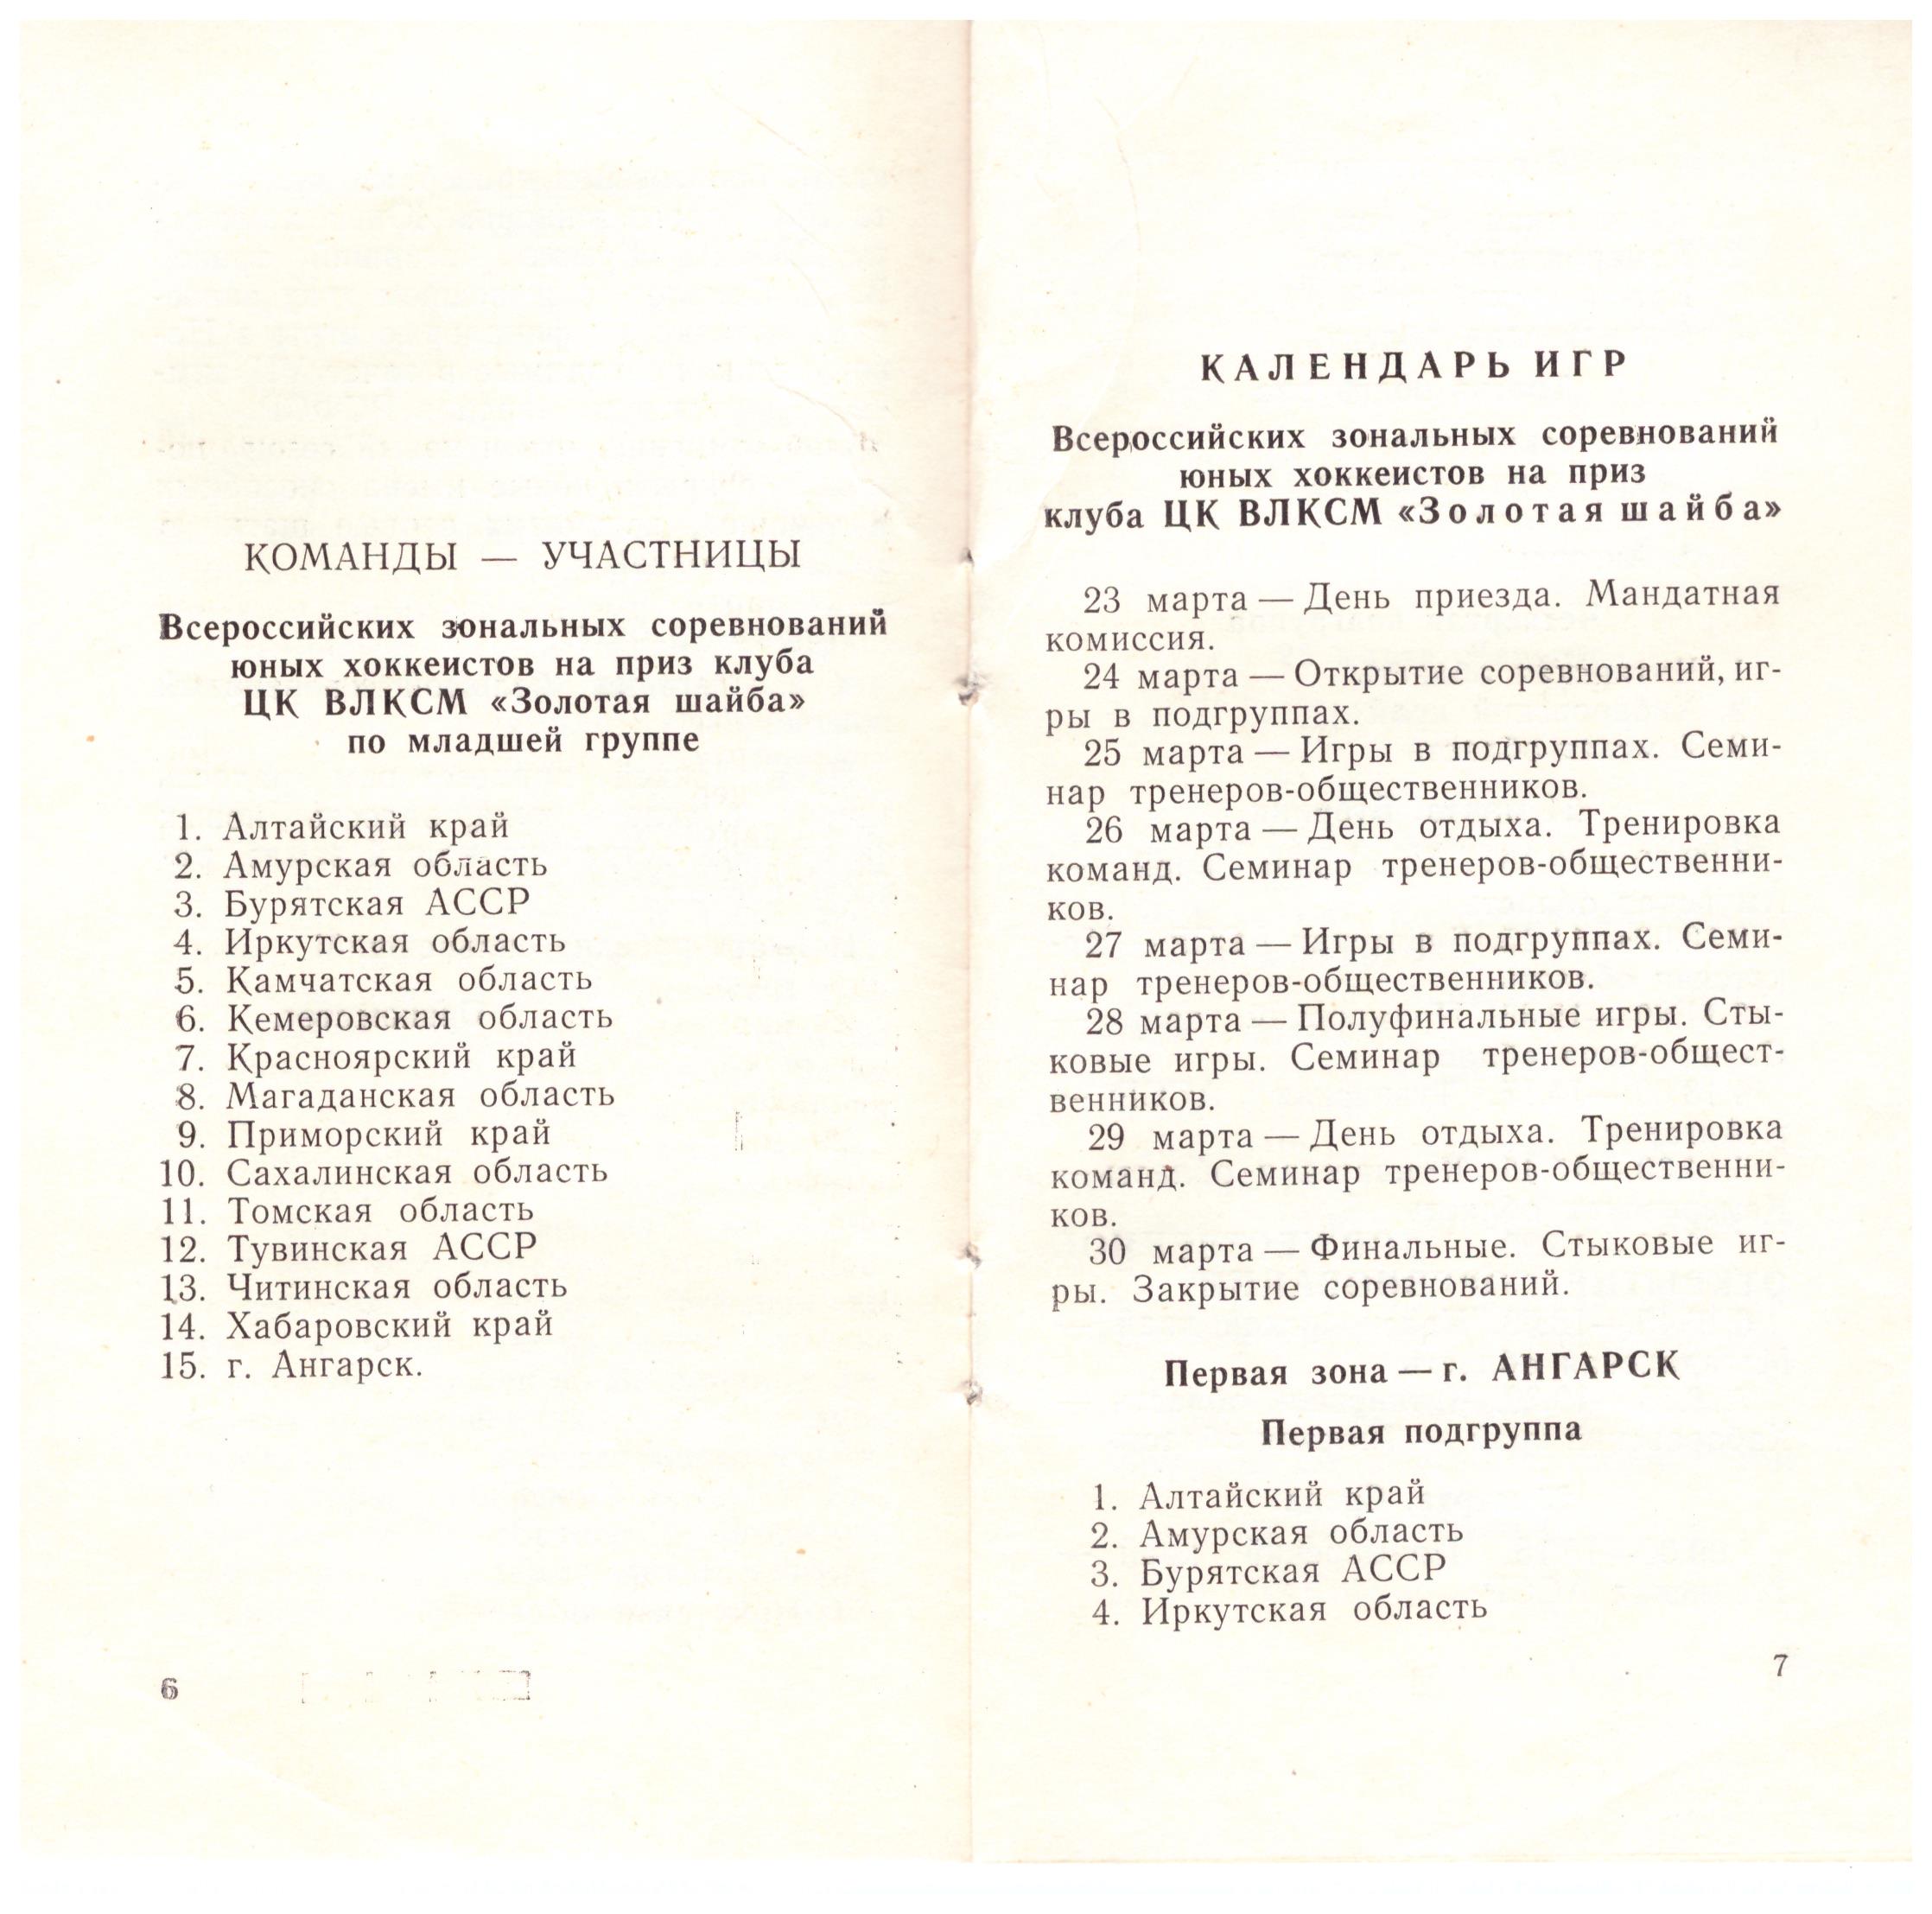 КОМАНДЫ — УЧАСТНИЦЫ
Всероссийских зональных соревнований
юных хоккеистов на приз клуба
ЦК ВЛКСМ «Золотая шайба»
по младшей группе
1. Алтайский край
2. Амурская область
3. Бурятская АССР
4. Иркутская область
5. Камчатская область
6. Кемеровская область
7. Красноярский край
8. Магаданская область
9. Приморский край
10. Сахалинская область
11. Томская область
12. Тувинская АССР
13. Читинская область
14. Хабаровский край
15. г. Ангарск.
6
КАЛЕНДАРЬ ИГР
Всероссийских зональных соревнований
юных хоккеистов на приз
клуба ЦК ВЛКСМ «Золотая шайба»
23 марта — День приезда. Мандатная
комиссия.
24 марта — Открытие соревнований, иг-
ры в подгруппах.
25 марта — Игры в подгруппах. Семи-
нар тренеров-общественников.
26 марта — День отдыха. Тренировка
команд. Семинар тренеров-общественни-
ков.
27 марта — Игры в подгруппах. Семи-
нар тренеров-общественников.
28 марта — Полуфинальные игры. Сты-
ковые игры. Семинар тренеров-общест-
венников.
29 марта — День отдыха. Тренировка
команд. Семинар тренеров-общественни-
ков.
30 марта — Финальные. Стыковые иг-
ры. Закрытие соревнований.
Первая зона — г. АНГАРСК
Первая подгруппа
1. Алтайский край
2. Амурская область
3. Бурятская АССР
4. Иркутская область
7